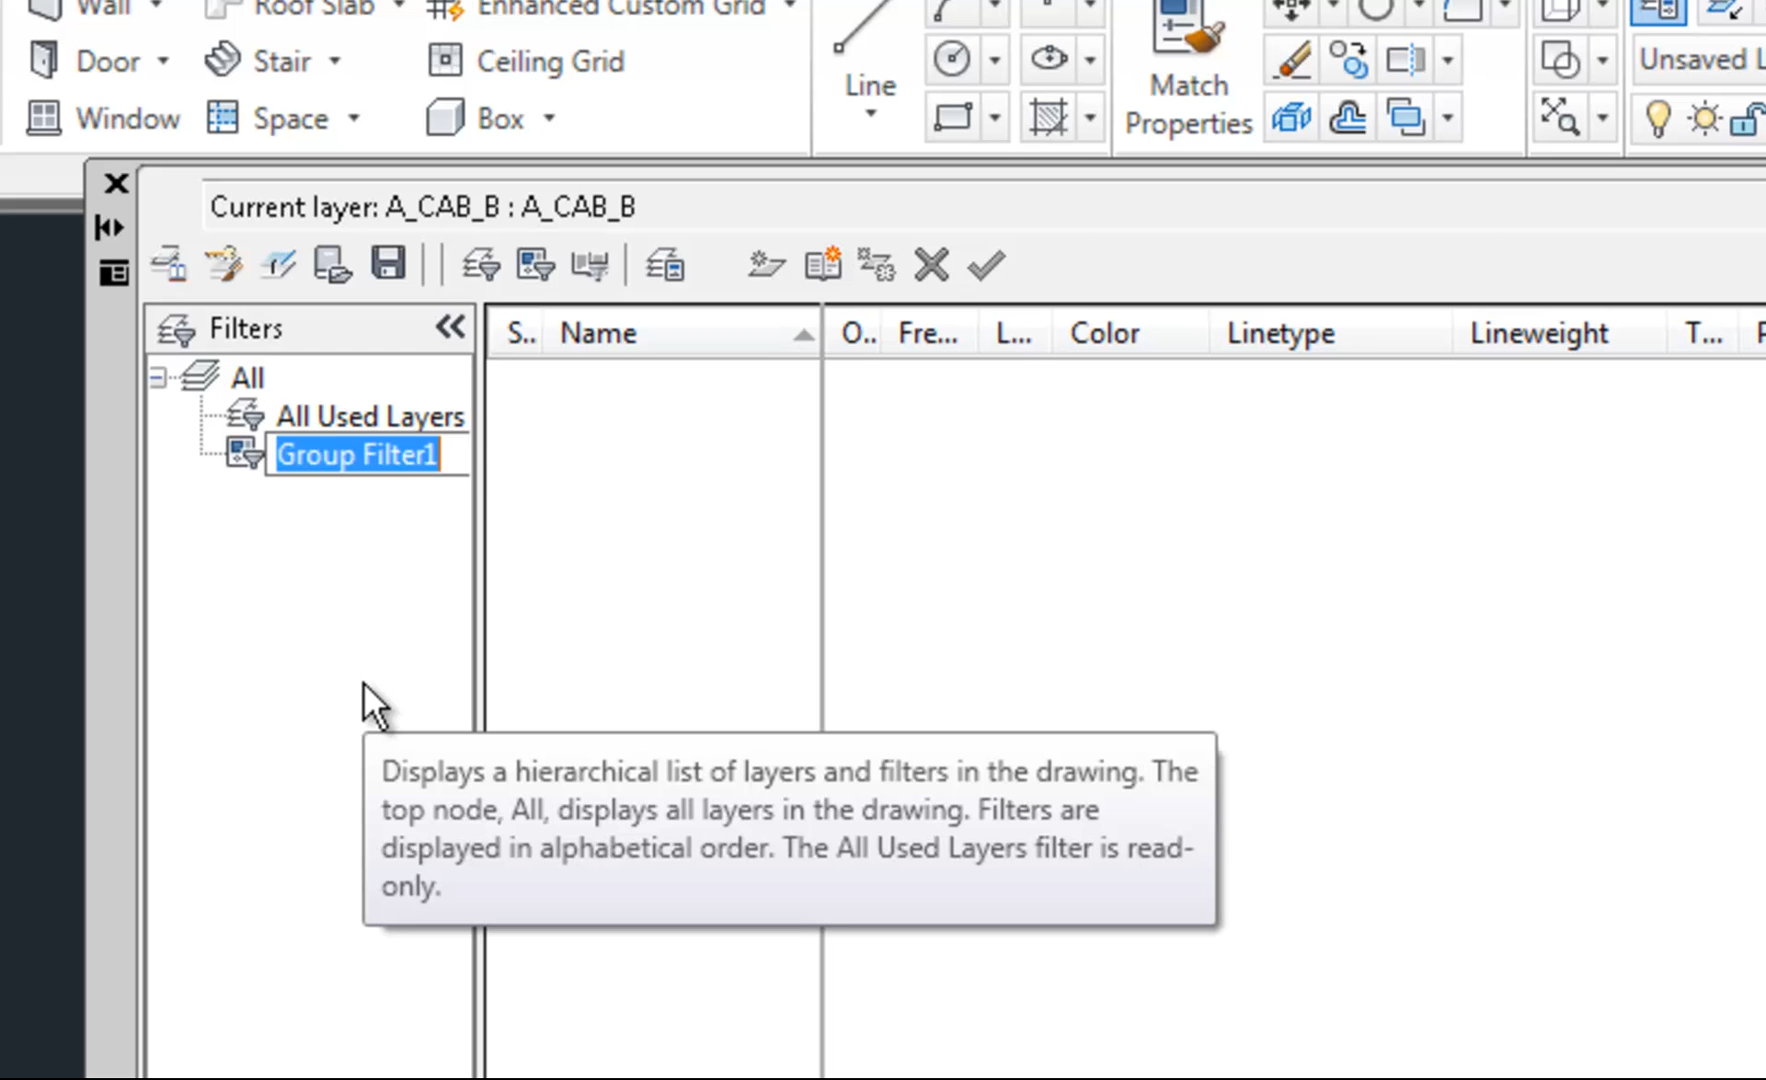 Wall
Roof Slab
Enhanced Custom Grid
Door
Stair
Ceiling Grid
Window
Space
Box
Line
Match
Properties
Unsaved L
Current layer: A_CAB_B : A_CAB_B
Filters
S..
Name
O..
Fre...
L...
Color
Linetype
Lineweight
T...
P
All
All Used Layers
Group Filter1
Displays a hierarchical list of layers and filters in the drawing. The
top node, All, displays all layers in the drawing. Filters are
displayed in alphabetical order. The All Used Layers filter is read-
only.